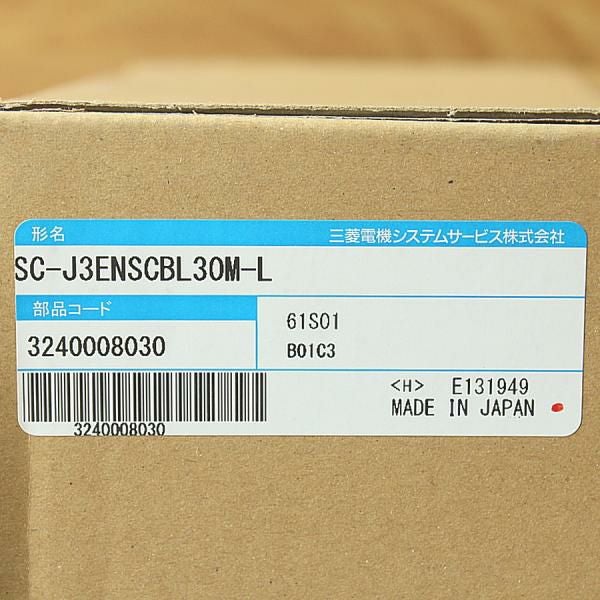 形名 三菱電機システムサービス株式会社
SC-J3ENSCBL30M-L
部品コード
3240008030
61S01
B01C3
3240008030
<H> E131949
MADE IN JAPAN